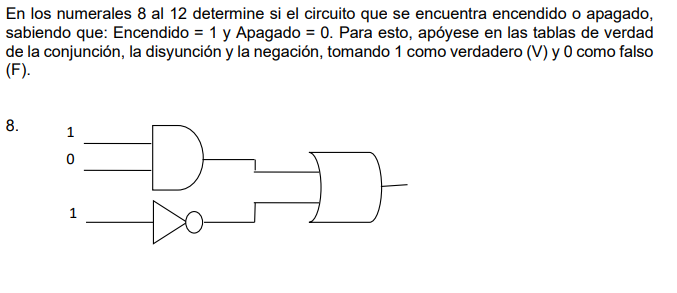 En los numerales 8 al 12 determine si el circuito que se encuentra encendido o apagado,
sabiendo que: Encendido = 1 y Apagado = 0. Para esto, apóyese en las tablas de verdad
de la conjunción, la disyunción y la negación, tomando 1 como verdadero (V) y 0 como falso
(F).
8.
1
0
1